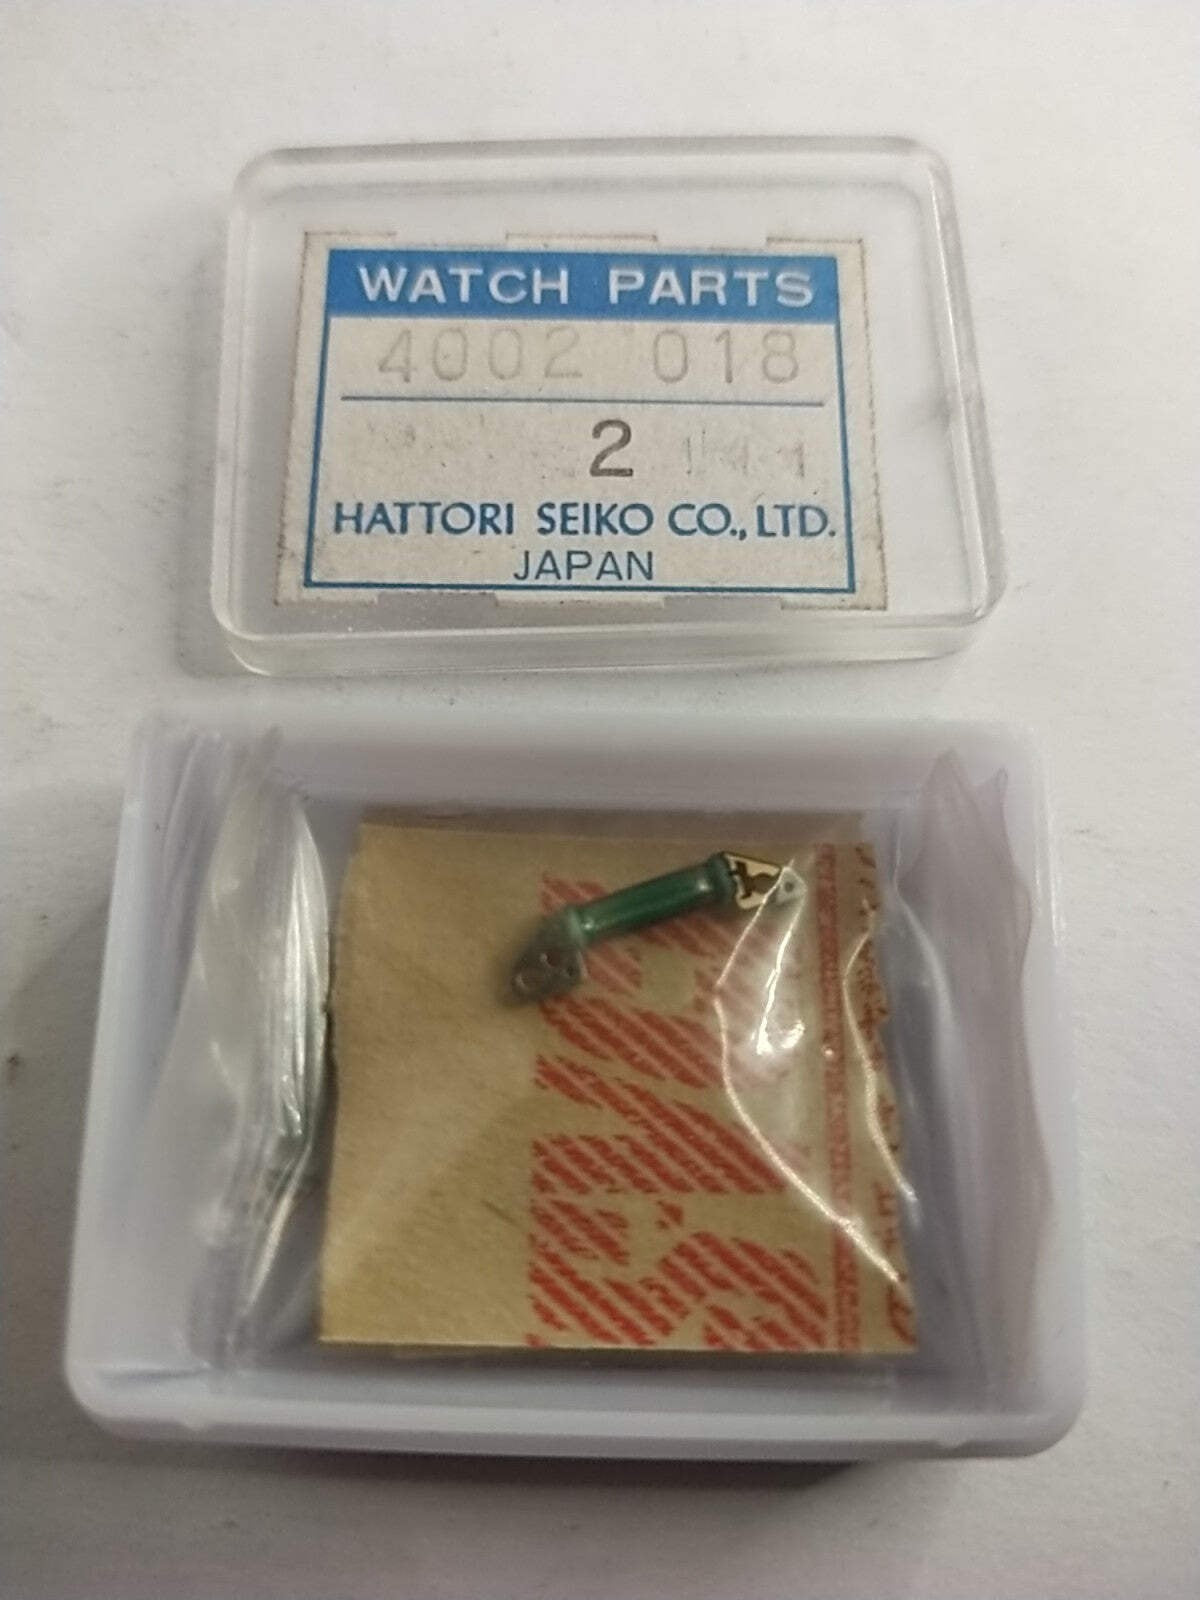 WATCH PARTS
4002 018
2
HATTORI SEIKO CO., LTD.
JAPAN